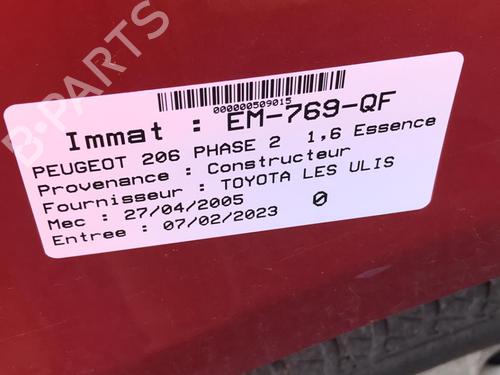 000000509015
Immat : EM-769-QF
PEUGEOT 206 PHASE 2 1,6 Essence
Provenance : Constructeur
Fournisseur : TOYOTA LES ULIS
Mec : 27/04/2005 0
Entree : 07/02/2023
B-PARTS